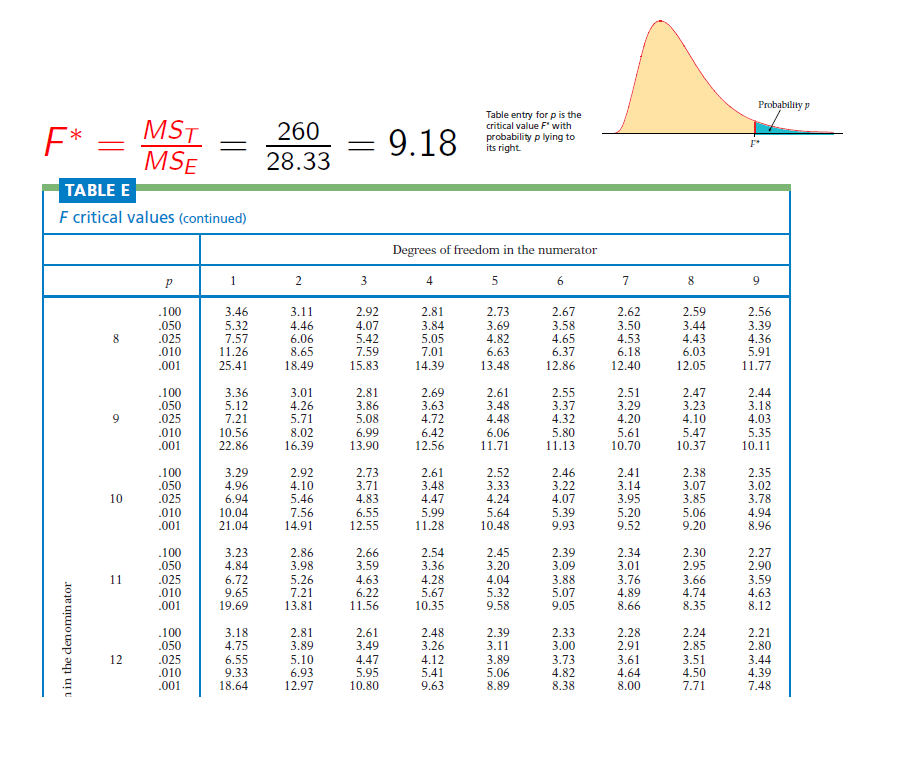 F* = MST / MSE = 260 / 28.33 = 9.18
Table entry for p is the
critical value F* with
probability p lying to
its right.
Probability p
F*
TABLE E
F critical values (continued)
Degrees of freedom in the numerator
p 1 2 3 4 5 6 7 8 9
.100 3.46 3.11 2.92 2.81 2.73 2.67 2.62 2.59 2.56
.050 5.32 4.46 4.07 3.84 3.69 3.58 3.50 3.44 3.39
8 .025 7.57 6.06 5.42 5.05 4.82 4.65 4.53 4.43 4.36
.010 11.26 8.65 7.59 7.01 6.63 6.37 6.18 6.03 5.91
.001 25.41 18.49 15.83 14.39 13.48 12.86 12.40 12.05 11.77
.100 3.36 3.01 2.81 2.69 2.61 2.55 2.51 2.47 2.44
.050 5.12 4.26 3.86 3.63 3.48 3.37 3.29 3.23 3.18
9 .025 7.21 5.71 5.08 4.72 4.48 4.32 4.20 4.10 4.03
.010 10.56 8.02 6.99 6.42 6.06 5.80 5.61 5.47 5.35
.001 22.86 16.39 13.90 12.56 11.71 11.13 10.70 10.37 10.11
.100 3.29 2.92 2.73 2.61 2.52 2.46 2.41 2.38 2.35
.050 4.96 4.10 3.71 3.48 3.33 3.22 3.14 3.07 3.02
10 .025 6.94 5.46 4.83 4.47 4.24 4.07 3.95 3.85 3.78
.010 10.04 7.56 6.55 5.99 5.64 5.39 5.20 5.06 4.94
.001 21.04 14.91 12.55 11.28 10.48 9.93 9.52 9.20 8.96
.100 3.23 2.86 2.66 2.54 2.45 2.39 2.34 2.30 2.27
.050 4.84 3.98 3.59 3.36 3.20 3.09 3.01 2.95 2.90
11 .025 6.72 5.26 4.63 4.28 4.04 3.88 3.76 3.66 3.59
.010 9.65 7.21 6.22 5.67 5.32 5.07 4.89 4.74 4.63
.001 19.69 13.81 11.56 10.35 9.58 9.05 8.66 8.35 8.12
.100 3.18 2.81 2.61 2.48 2.39 2.33 2.28 2.24 2.21
.050 4.75 3.89 3.49 3.26 3.11 3.00 2.91 2.85 2.80
12 .025 6.55 5.10 4.47 4.12 3.89 3.73 3.61 3.51 3.44
.010 9.33 6.93 5.95 5.41 5.06 4.82 4.64 4.50 4.39
.001 18.64 12.97 10.80 9.63 8.89 8.38 8.00 7.71 7.48
in the denominator